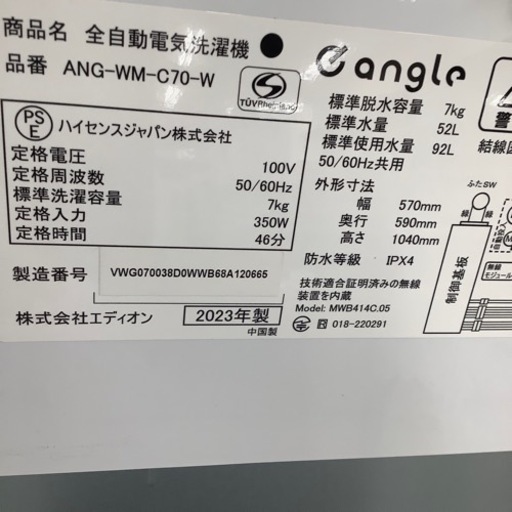 商品名 全自動電気洗濯機
品番 ANG-WM-C70-W
TÜVRheinland
e angle
PS
E
ハイセンスジャパン株式会社
定格電圧 100V
定格周波数 50/60Hz
標準洗濯容量 7kg
定格入力 350W
定格時間 46分
製造番号 VWG070038D0WWB68A120665
株式会社エディオン 2023年製
中国製
標準脱水容量 7kg
標準水量 52L
標準使用水量 92L
50/60Hz共用
外形寸法
幅 570mm
奥行 590mm
高さ 1040mm
防水等級 IPX4
技術適合証明済みの無線
装置を内蔵
Model: MWB414C.05
R 018-220291
警
結線図
ふたSW
制御基板
無線
モジュール